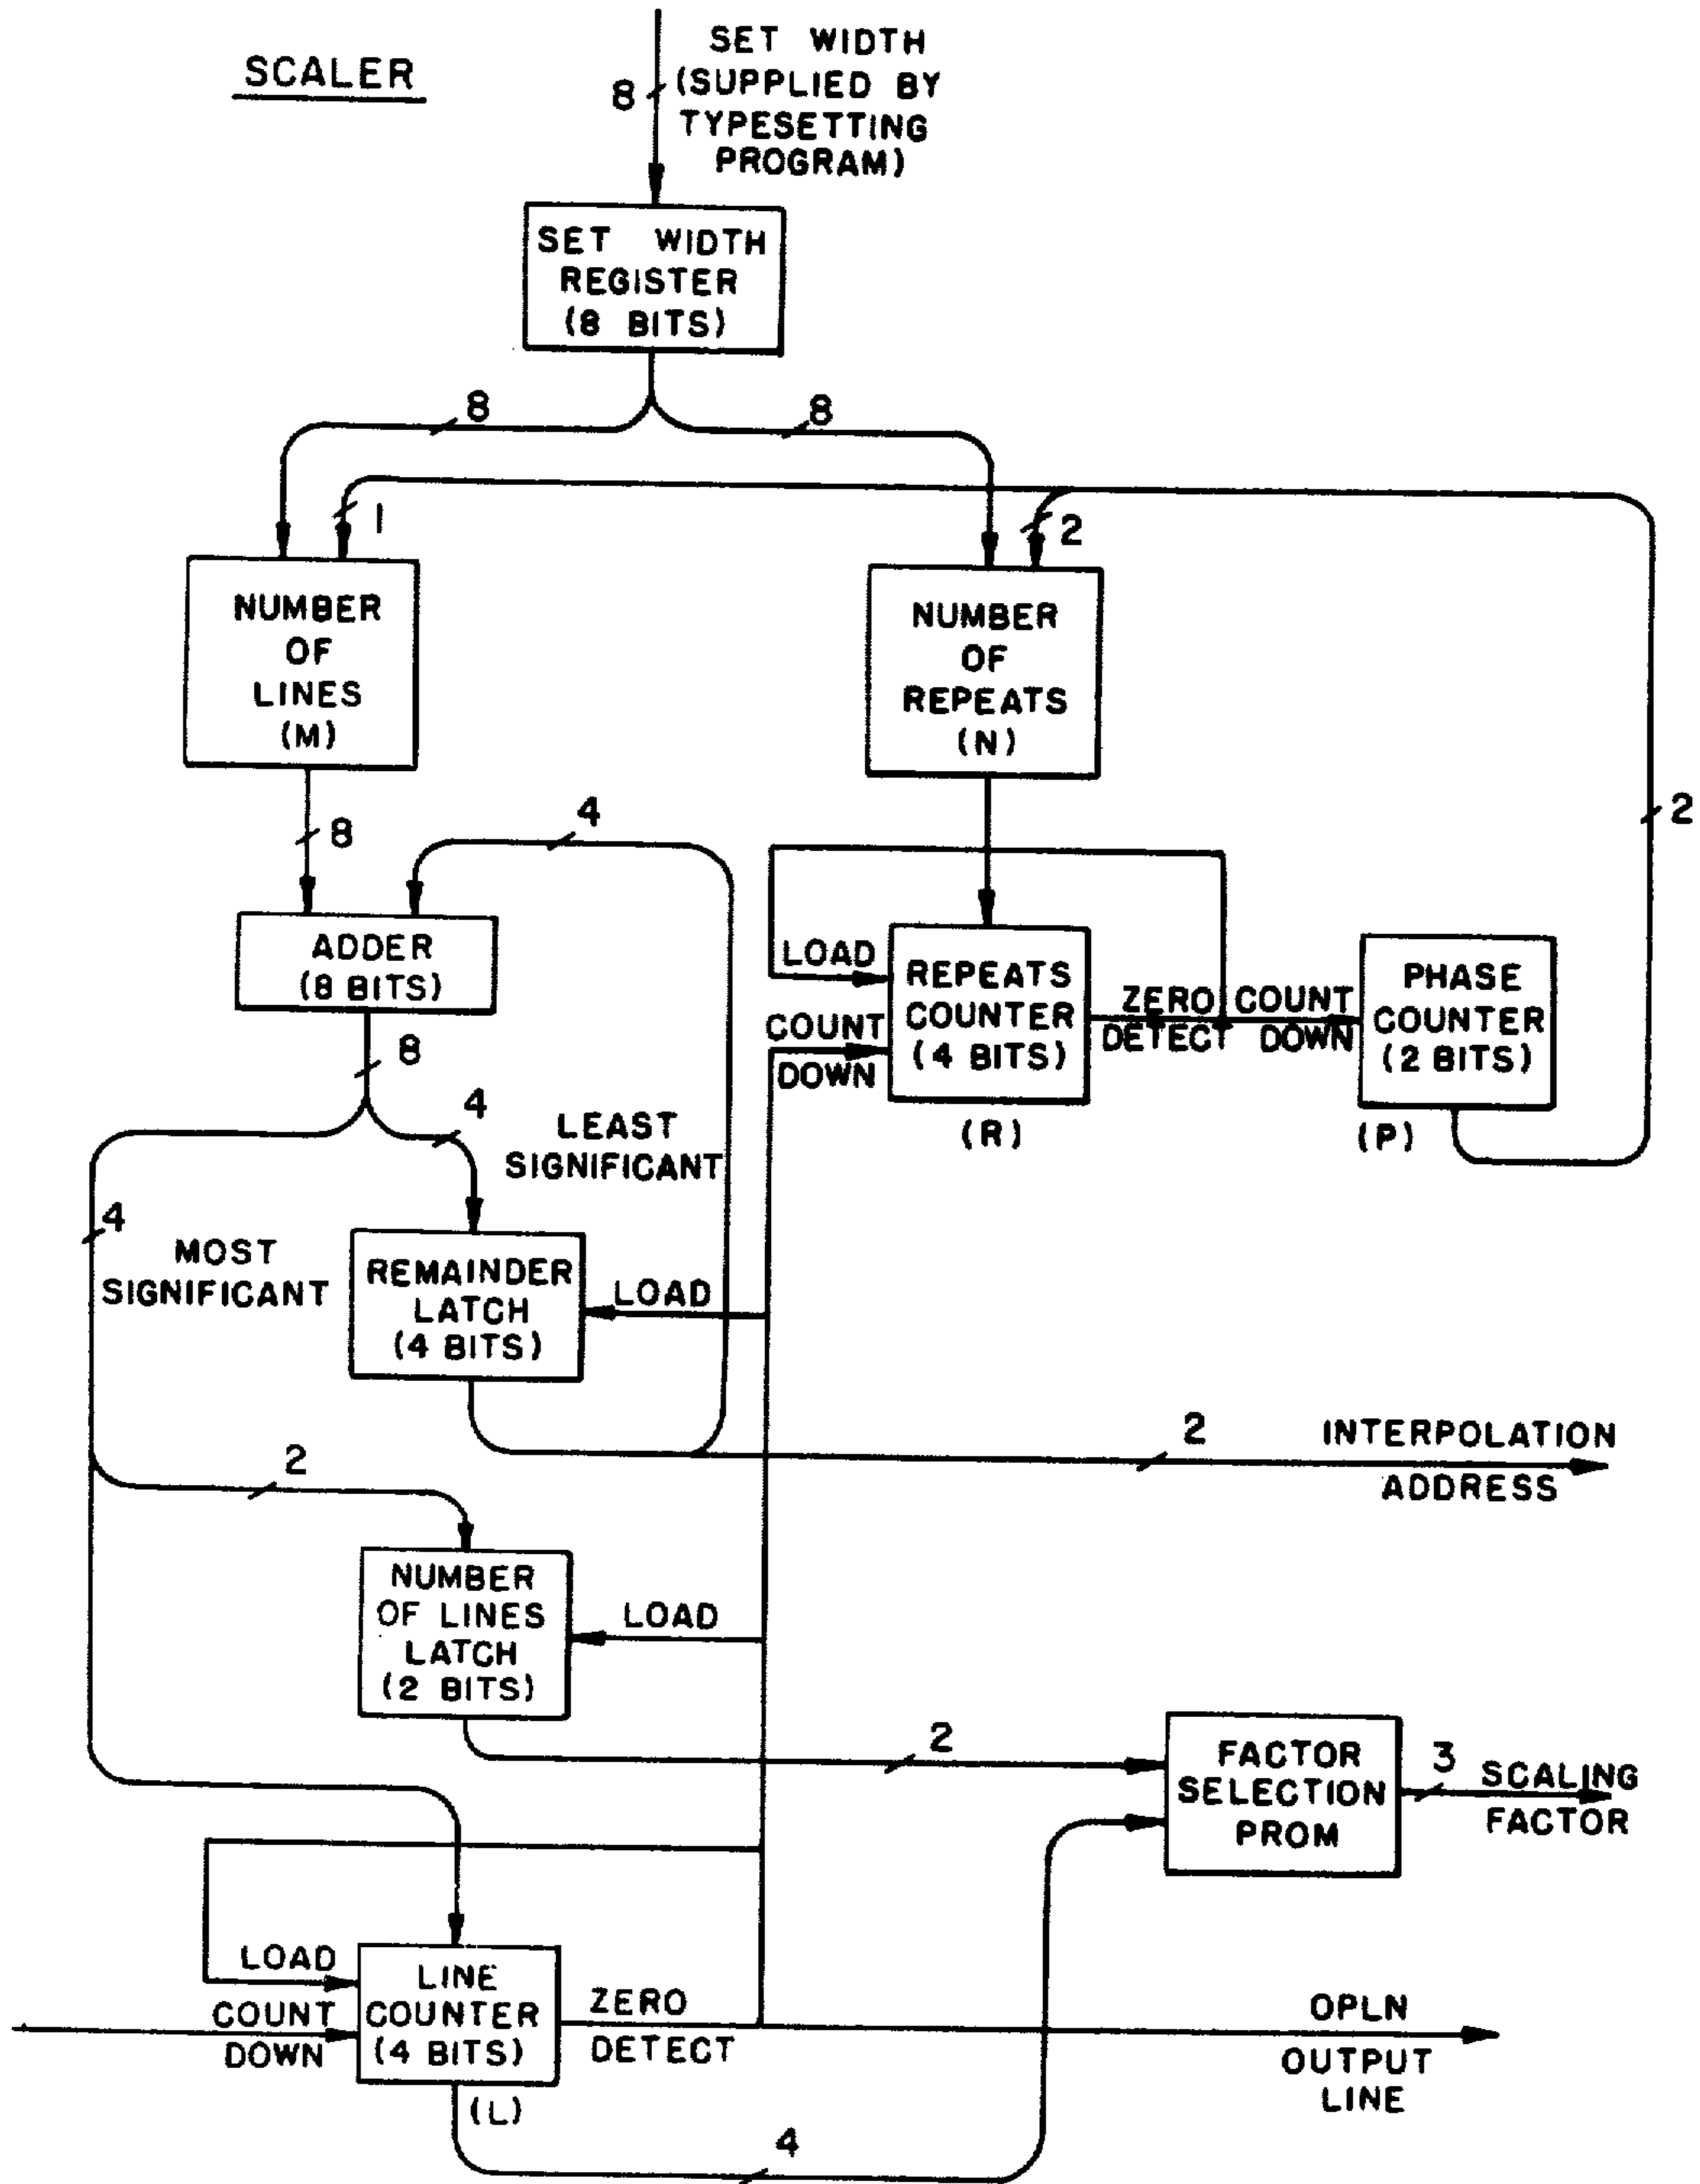 SCALER
SET WIDTH
(SUPPLIED BY
TYPESETTING
PROGRAM)
8
SET WIDTH
REGISTER
(8 BITS)
8
8
1
2
NUMBER
OF
LINES
(M)
NUMBER
OF
REPEATS
(N)
2
8
4
ADDER
(8 BITS)
LOAD
COUNT
DOWN
REPEATS
COUNTER
(4 BITS)
(R)
ZERO
DETECT
COUNT
DOWN
PHASE
COUNTER
(2 BITS)
(P)
8
4
LEAST
SIGNIFICANT
4
MOST
SIGNIFICANT
REMAINDER
LATCH
(4 BITS)
LOAD
2
INTERPOLATION
ADDRESS
2
NUMBER
OF LINES
LATCH
(2 BITS)
LOAD
2
FACTOR
SELECTION
PROM
3
SCALING
FACTOR
LOAD
COUNT
DOWN
LINE
COUNTER
(4 BITS)
(L)
ZERO
DETECT
OPLN
OUTPUT
LINE
4